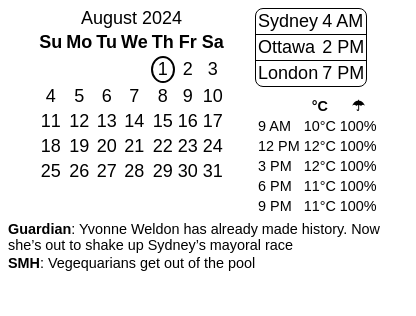 August 2024
Su Mo Tu We Th Fr Sa
1 2 3
4 5 6 7 8 9 10
11 12 13 14 15 16 17
18 19 20 21 22 23 24
25 26 27 28 29 30 31
Sydney 4 AM
Ottawa 2 PM
London 7 PM
°C ☂
9 AM 10°C 100%
12 PM 12°C 100%
3 PM 12°C 100%
6 PM 11°C 100%
9 PM 11°C 100%
Guardian: Yvonne Weldon has already made history. Now
she’s out to shake up Sydney’s mayoral race
SMH: Vegequarians get out of the pool